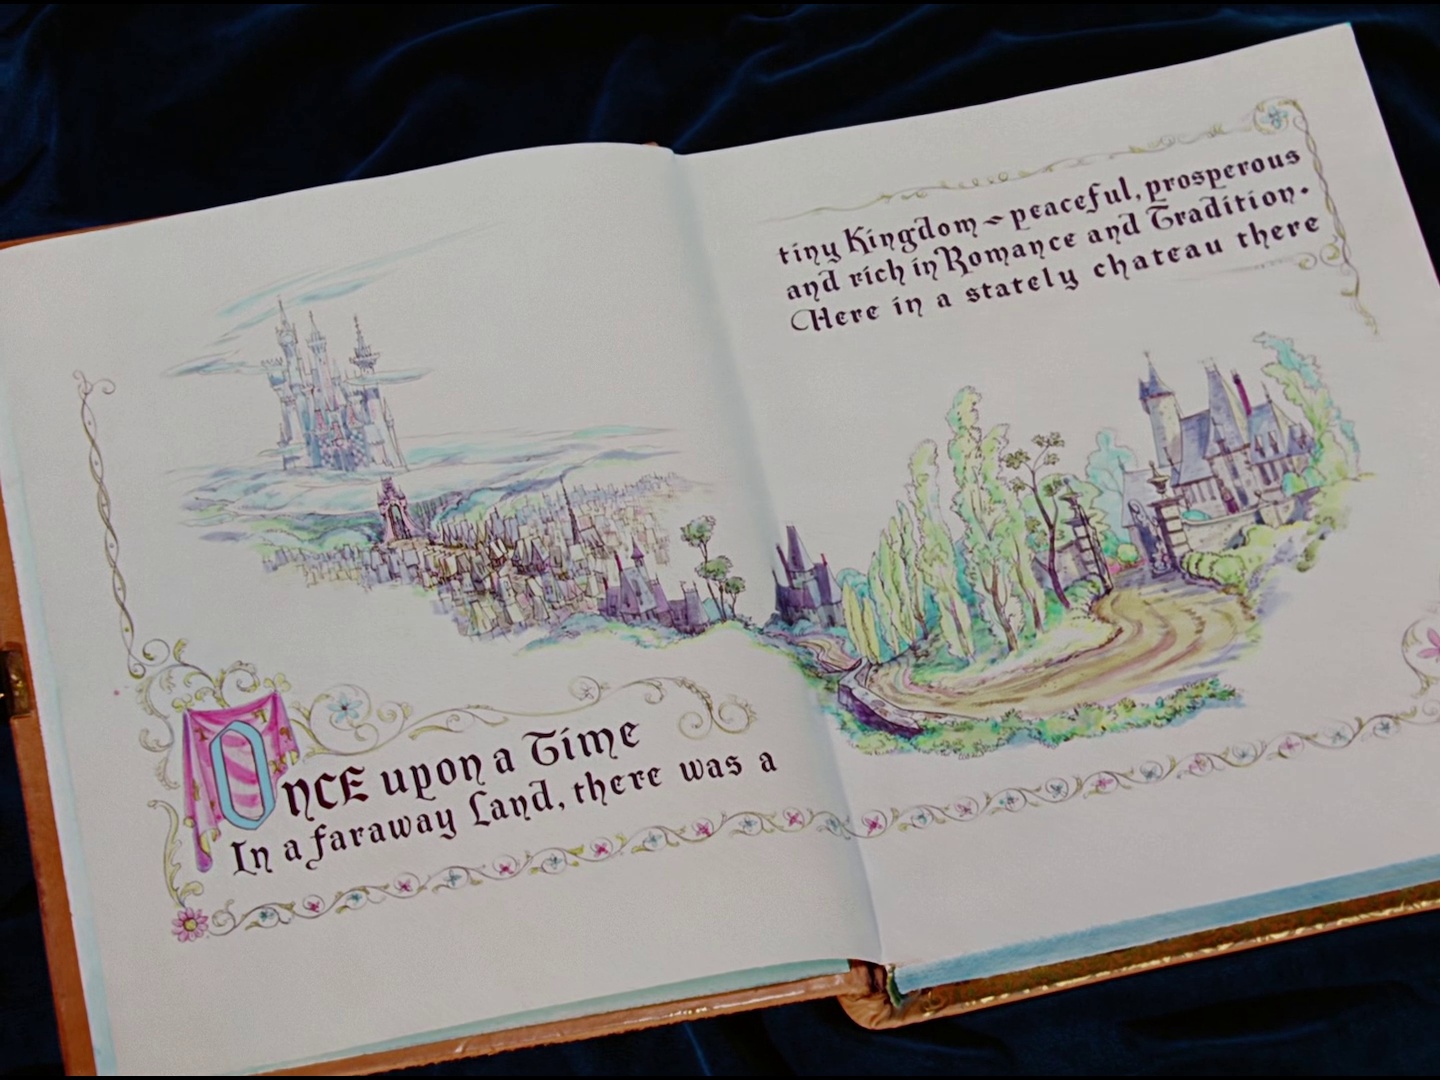 Once upon a Time
In a faraway Land, there was a
tiny Kingdom ~ peaceful, prosperous
and rich in Romance and Tradition.
Here in a stately chateau there